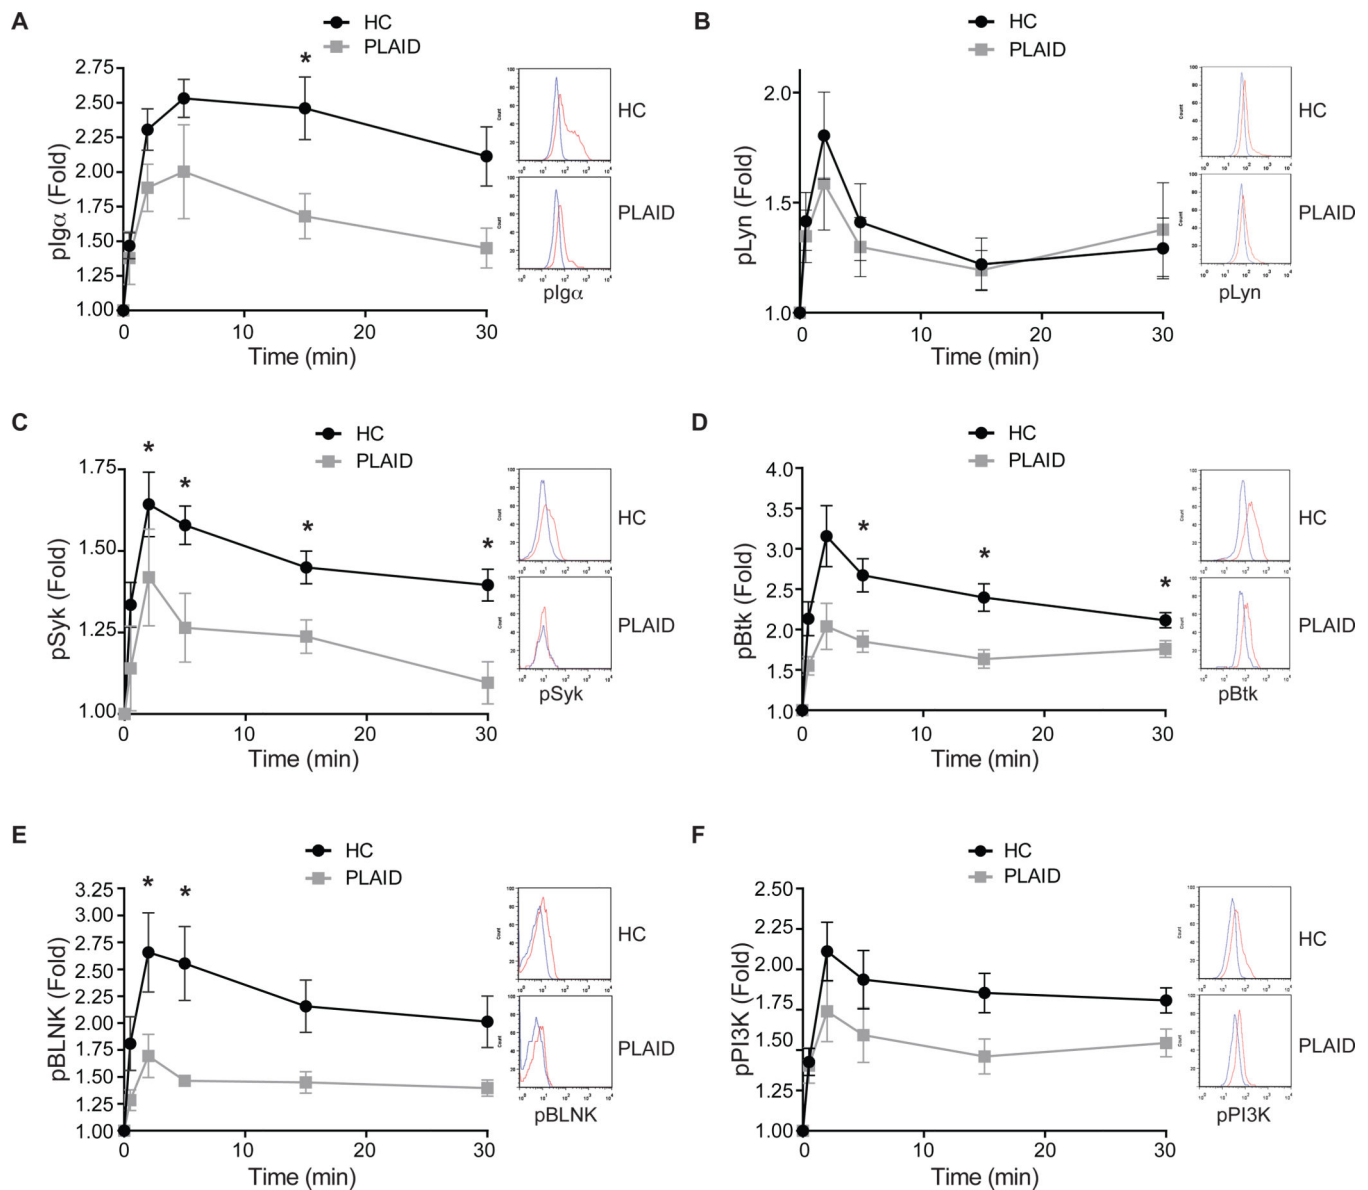 A
HC
PLAID
*
pIgα (Fold)
2.75
2.50
2.25
2.00
1.75
1.50
1.25
1.00
0 10 20 30
Time (min)
HC
PLAID
pIgα
B
HC
PLAID
pLyn (Fold)
2.0
1.5
1.0
0 10 20 30
Time (min)
HC
PLAID
pLyn
C
HC
PLAID
* * * *
pSyk (Fold)
1.75
1.50
1.25
1.00
0 10 20 30
Time (min)
HC
PLAID
pSyk
D
HC
PLAID
* * *
pBtk (Fold)
4.0
3.5
3.0
2.5
2.0
1.5
1.0
0 10 20 30
Time (min)
HC
PLAID
pBtk
E
HC
PLAID
* *
pBLNK (Fold)
3.25
3.00
2.75
2.50
2.25
2.00
1.75
1.50
1.25
1.00
0 10 20 30
Time (min)
HC
PLAID
pBLNK
F
HC
PLAID
pPI3K (Fold)
2.50
2.25
2.00
1.75
1.50
1.25
1.00
0 10 20 30
Time (min)
HC
PLAID
pPI3K